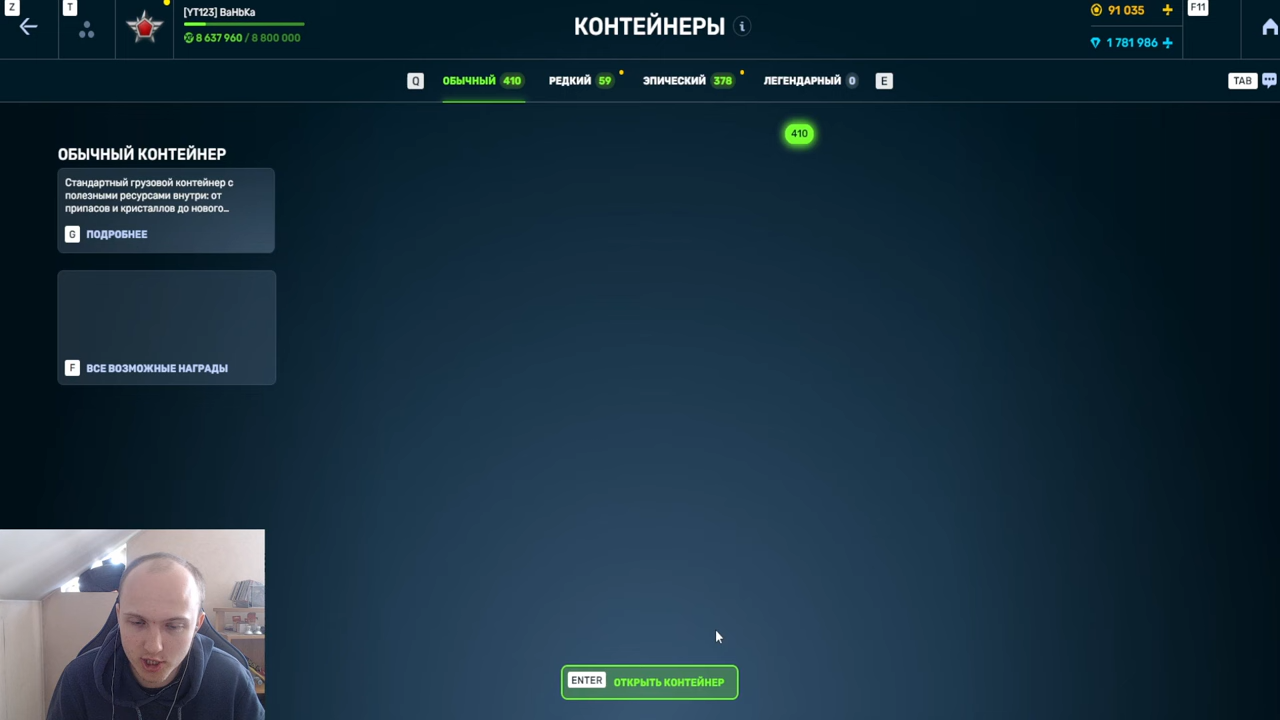 Z
T
[YT123] BaHbKa
8 637 960 / 8 800 000
КОНТЕЙНЕРЫ
i
91 035 +
1 781 986 +
F11
Q
ОБЫЧНЫЙ 410
РЕДКИЙ 59
ЭПИЧЕСКИЙ 378
ЛЕГЕНДАРНЫЙ 0
E
TAB
410
ОБЫЧНЫЙ КОНТЕЙНЕР
Стандартный грузовой контейнер с
полезными ресурсами внутри: от
припасов и кристаллов до нового...
G ПОДРОБНЕЕ
F ВСЕ ВОЗМОЖНЫЕ НАГРАДЫ
ENTER ОТКРЫТЬ КОНТЕЙНЕР